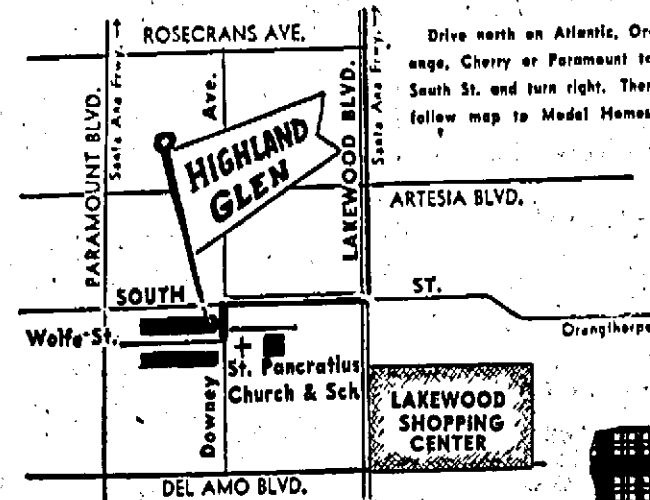 ROSECRANS AVE.
Drive north on Atlantic, Or-
ange, Cherry or Paramount to
South St. and turn right. Then
follow map to Model Homes
PARAMOUNT BLVD.
Santa Ana Frwy.
Ave.
LAKEWOOD BLVD.
Santa Ana Frwy.
HIGHLAND
GLEN
ARTESIA BLVD.
SOUTH
ST.
Wolfe St.
Orangthorpe
St. Pancratius
Church & Sch
Downey
LAKEWOOD
SHOPPING
CENTER
DEL AMO BLVD.